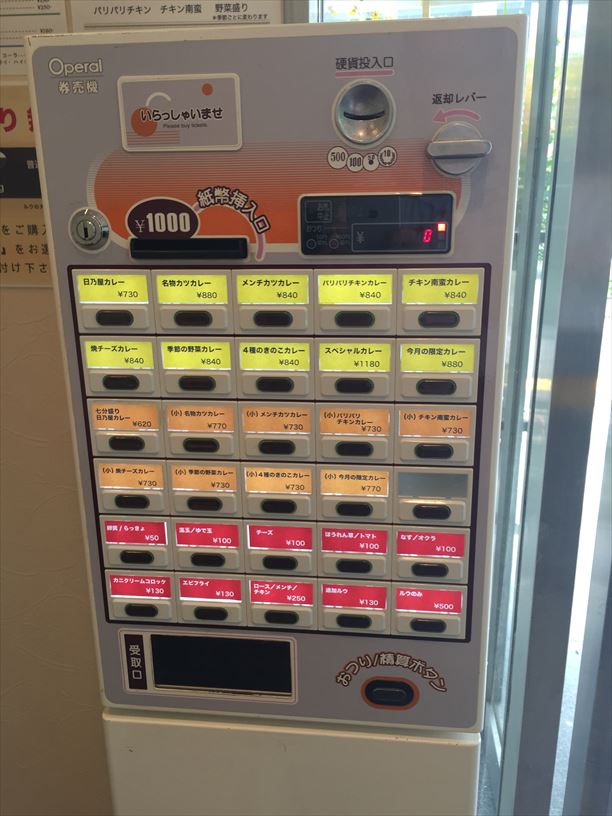 パリパリチキン チキン南蛮 野菜盛り
*季節ごとに変わります
Operal
券売機
いらっしゃいませ
Please buy tickets.
硬貨投入口
返却レバー
500 100 50 10
¥1000
紙幣挿入口
¥ 0
日乃屋カレー ¥730
名物カツカレー ¥880
メンチカツカレー ¥840
パリパリチキンカレー ¥840
チキン南蛮カレー ¥840
焼チーズカレー ¥840
季節の野菜カレー ¥840
4種のきのこカレー ¥840
スペシャルカレー ¥1180
今月の限定カレー ¥880
七分盛り
日乃屋カレー ¥620
(小) 名物カツカレー ¥770
(小) メンチカツカレー ¥730
(小) パリパリ
チキンカレー ¥730
(小) チキン南蛮カレー ¥730
(小) 焼チーズカレー ¥730
(小) 季節の野菜カレー ¥730
(小) 4種のきのこカレー ¥730
(小) 今月の限定カレー ¥770
/らっきょ ¥50
温玉/ゆで玉 ¥100
チーズ ¥100
ほうれん草/トマト ¥100
なす/オクラ ¥100
カニクリームコロッケ ¥130
エビフライ ¥130
ロース/メンチ/
チキン ¥250
追加ルウ ¥130
ルウのみ ¥500
受取口
おつり/精算ボタン